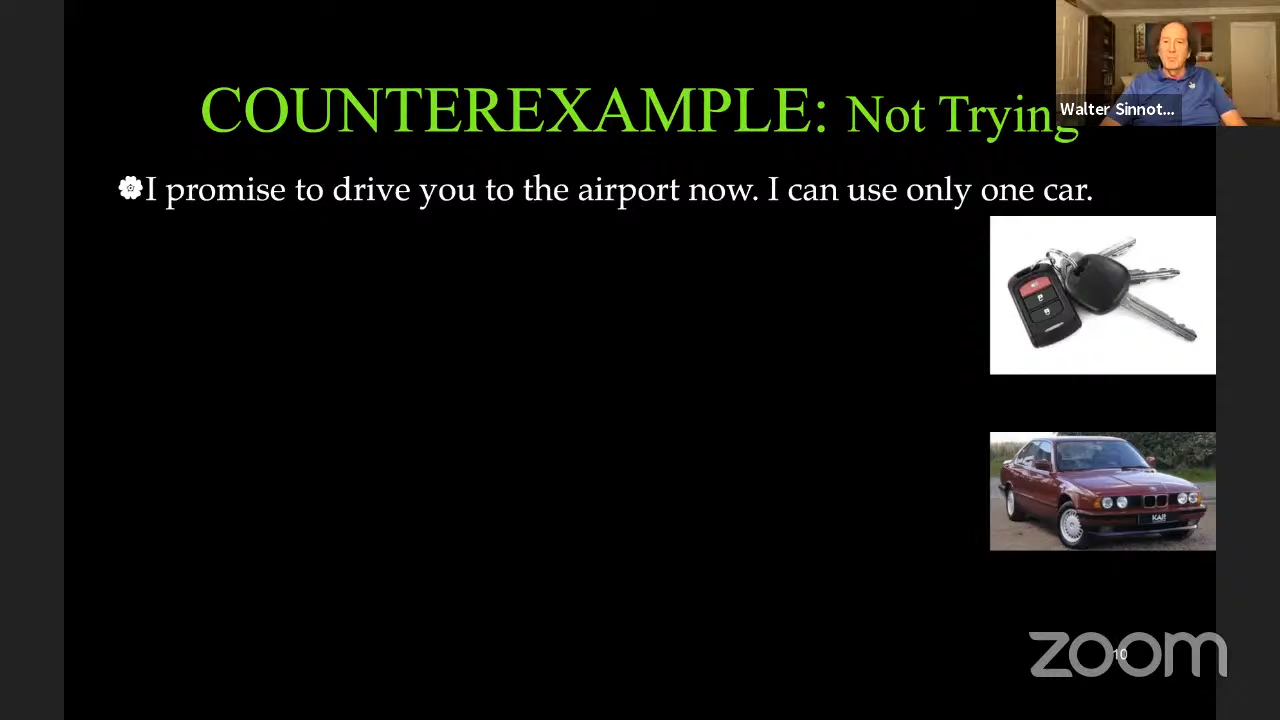 COUNTEREXAMPLE: Not Trying
Walter Sinnot...
I promise to drive you to the airport now. I can use only one car.
KAR
zoom
10